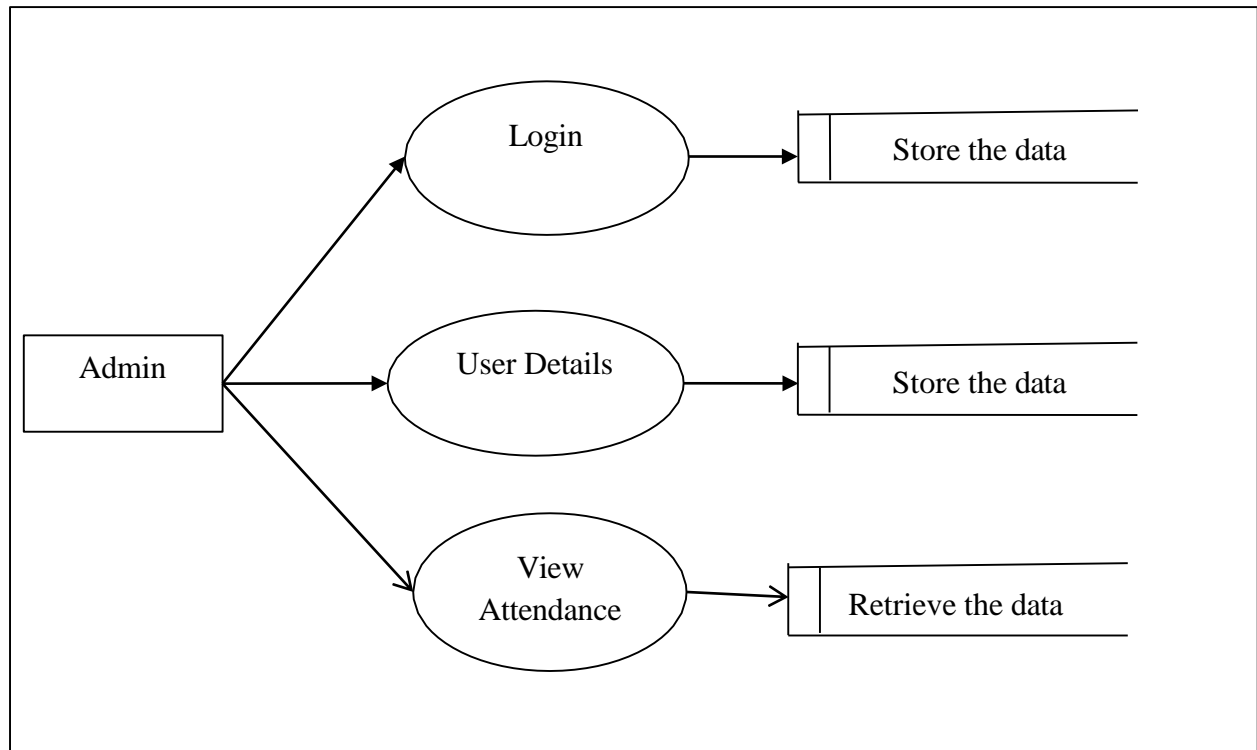 Login
Store the data
Admin
User Details
Store the data
View
Attendance
Retrieve the data